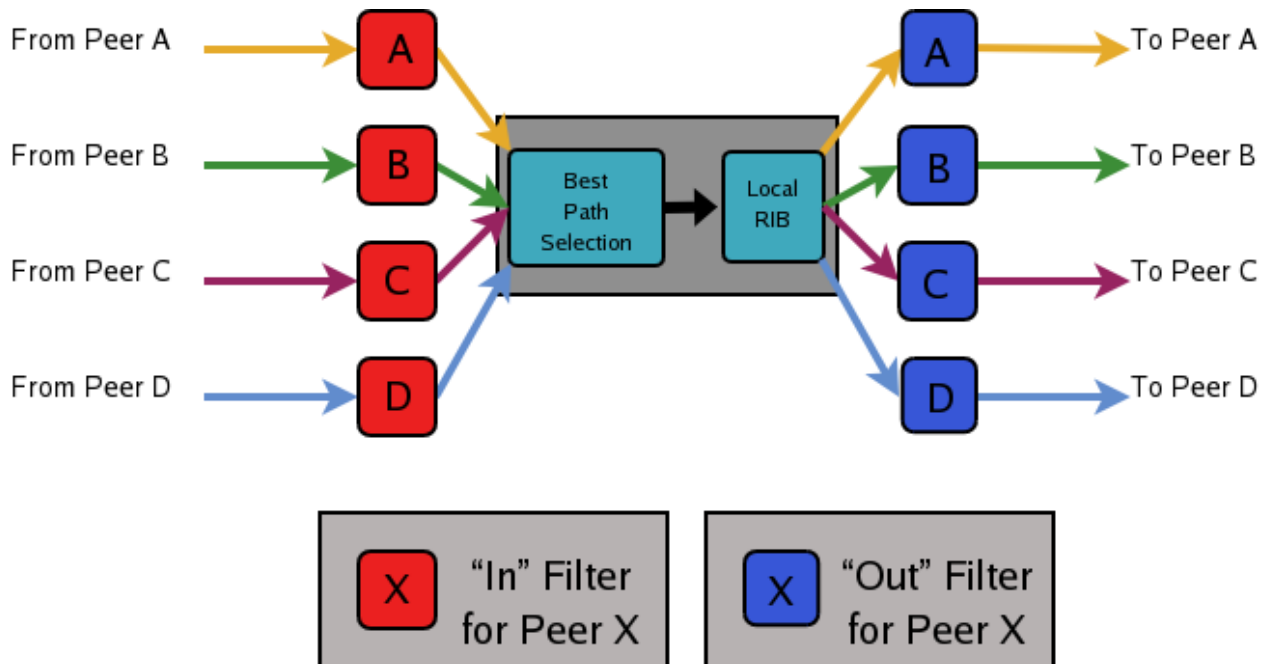 From Peer A
A
A
To Peer A
From Peer B
B
B
To Peer B
Best
Path
Selection
Local
RIB
From Peer C
C
C
To Peer C
From Peer D
D
D
To Peer D
X
“In” Filter
for Peer X
X
“Out” Filter
for Peer X